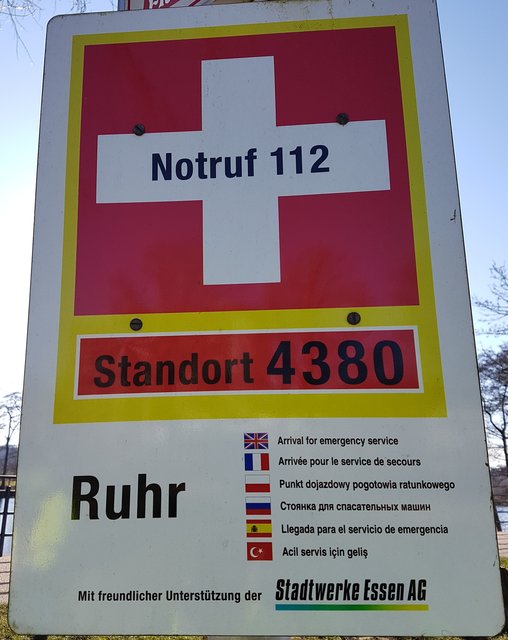 Notruf 112
Standort 4380
Arrival for emergency service
Arrivée pour le service de secours
Punkt dojazdowy pogotowia ratunkowego
Стоянка для спасательных машин
Llegada para el servicio de emergencia
Acil servis için geliş
Ruhr
Mit freundlicher Unterstützung der Stadtwerke Essen AG